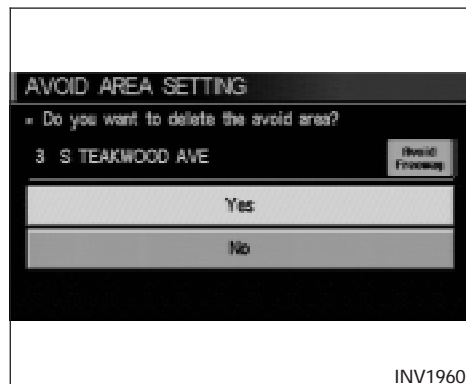 AVOID AREA SETTING
Do you want to delete the avoid area?
3 S TEAKWOOD AVE
Avoid
Freeway
Yes
No
INV1960